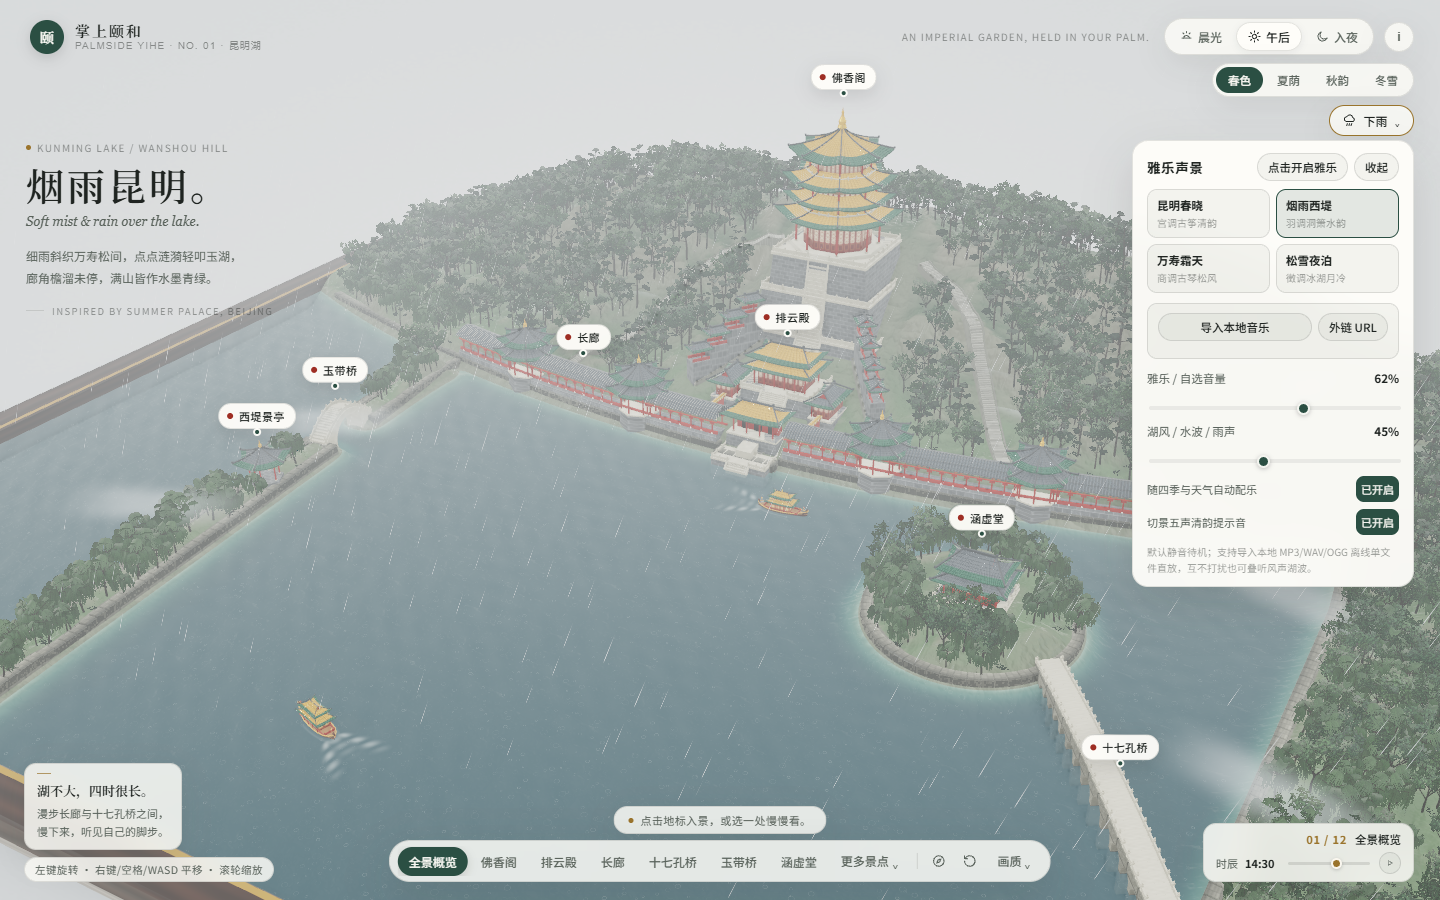 颐
掌上颐和
PALMSIDE YIHE · NO. 01 · 昆明湖
AN IMPERIAL GARDEN, HELD IN YOUR PALM.
晨光
午后
入夜
i
春色
夏荫
秋韵
冬雪
下雨
KUNMING LAKE / WANSHOU HILL
烟雨昆明。
Soft mist & rain over the lake.
细雨斜织万寿松间，点点涟漪轻叩玉湖，
廊角檐溜未停，满山皆作水墨青绿。
INSPIRED BY SUMMER PALACE, BEIJING
佛香阁
排云殿
长廊
玉带桥
西堤景亭
涵虚堂
十七孔桥
雅乐声景
点击开启雅乐
收起
昆明春晓
宫调古筝清韵
烟雨西堤
羽调洞箫水韵
万寿霜天
商调古琴松风
松雪夜泊
徵调冰湖月冷
导入本地音乐
外链 URL
雅乐 / 自选音量
62%
湖风 / 水波 / 雨声
45%
随四季与天气自动配乐
已开启
切景五声清韵提示音
已开启
默认静音待机；支持导入本地 MP3/WAV/OGG 离线单文
件直放，互不打扰也可叠听风声湖波。
湖不大，四时很长。
漫步长廊与十七孔桥之间，
慢下来，听见自己的脚步。
左键旋转 · 右键/空格/WASD 平移 · 滚轮缩放
点击地标入景，或选一处慢慢看。
全景概览
佛香阁
排云殿
长廊
十七孔桥
玉带桥
涵虚堂
更多景点
画质
01 / 12 全景概览
时辰 14:30